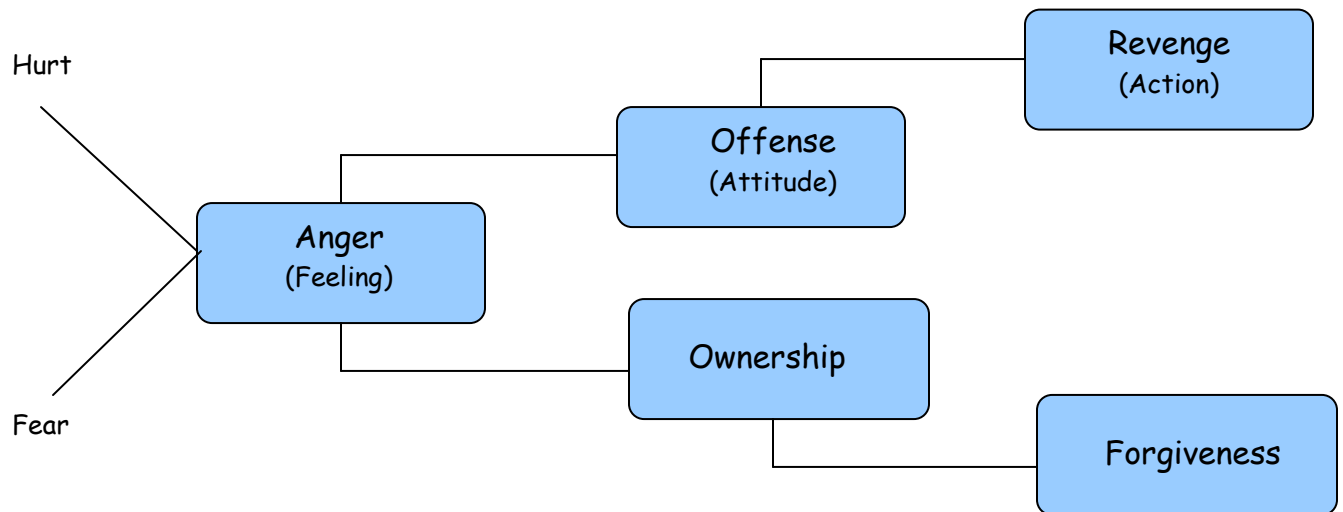 Hurt
Revenge
(Action)
Offense
(Attitude)
Anger
(Feeling)
Ownership
Fear
Forgiveness